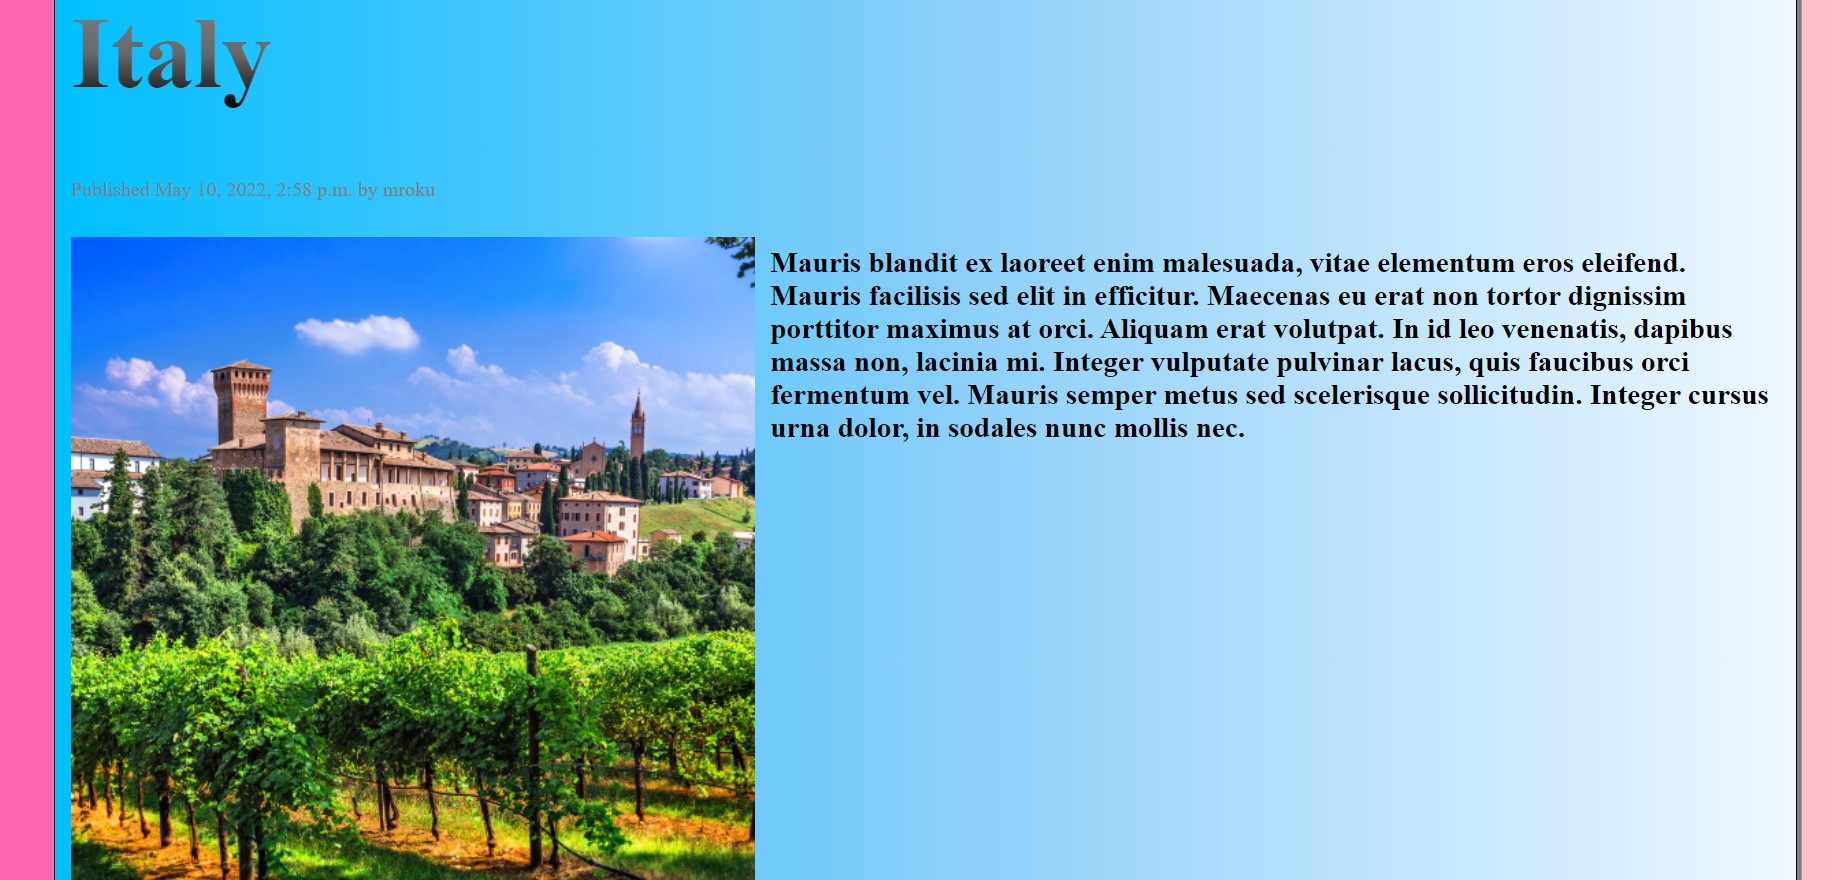 Italy
Published May 10, 2022, 2:58 p.m. by mroku
Mauris blandit ex laoreet enim malesuada, vitae elementum eros eleifend.
Mauris facilisis sed elit in efficitur. Maecenas eu erat non tortor dignissim
porttitor maximus at orci. Aliquam erat volutpat. In id leo venenatis, dapibus
massa non, lacinia mi. Integer vulputate pulvinar lacus, quis faucibus orci
fermentum vel. Mauris semper metus sed scelerisque sollicitudin. Integer cursus
urna dolor, in sodales nunc mollis nec.